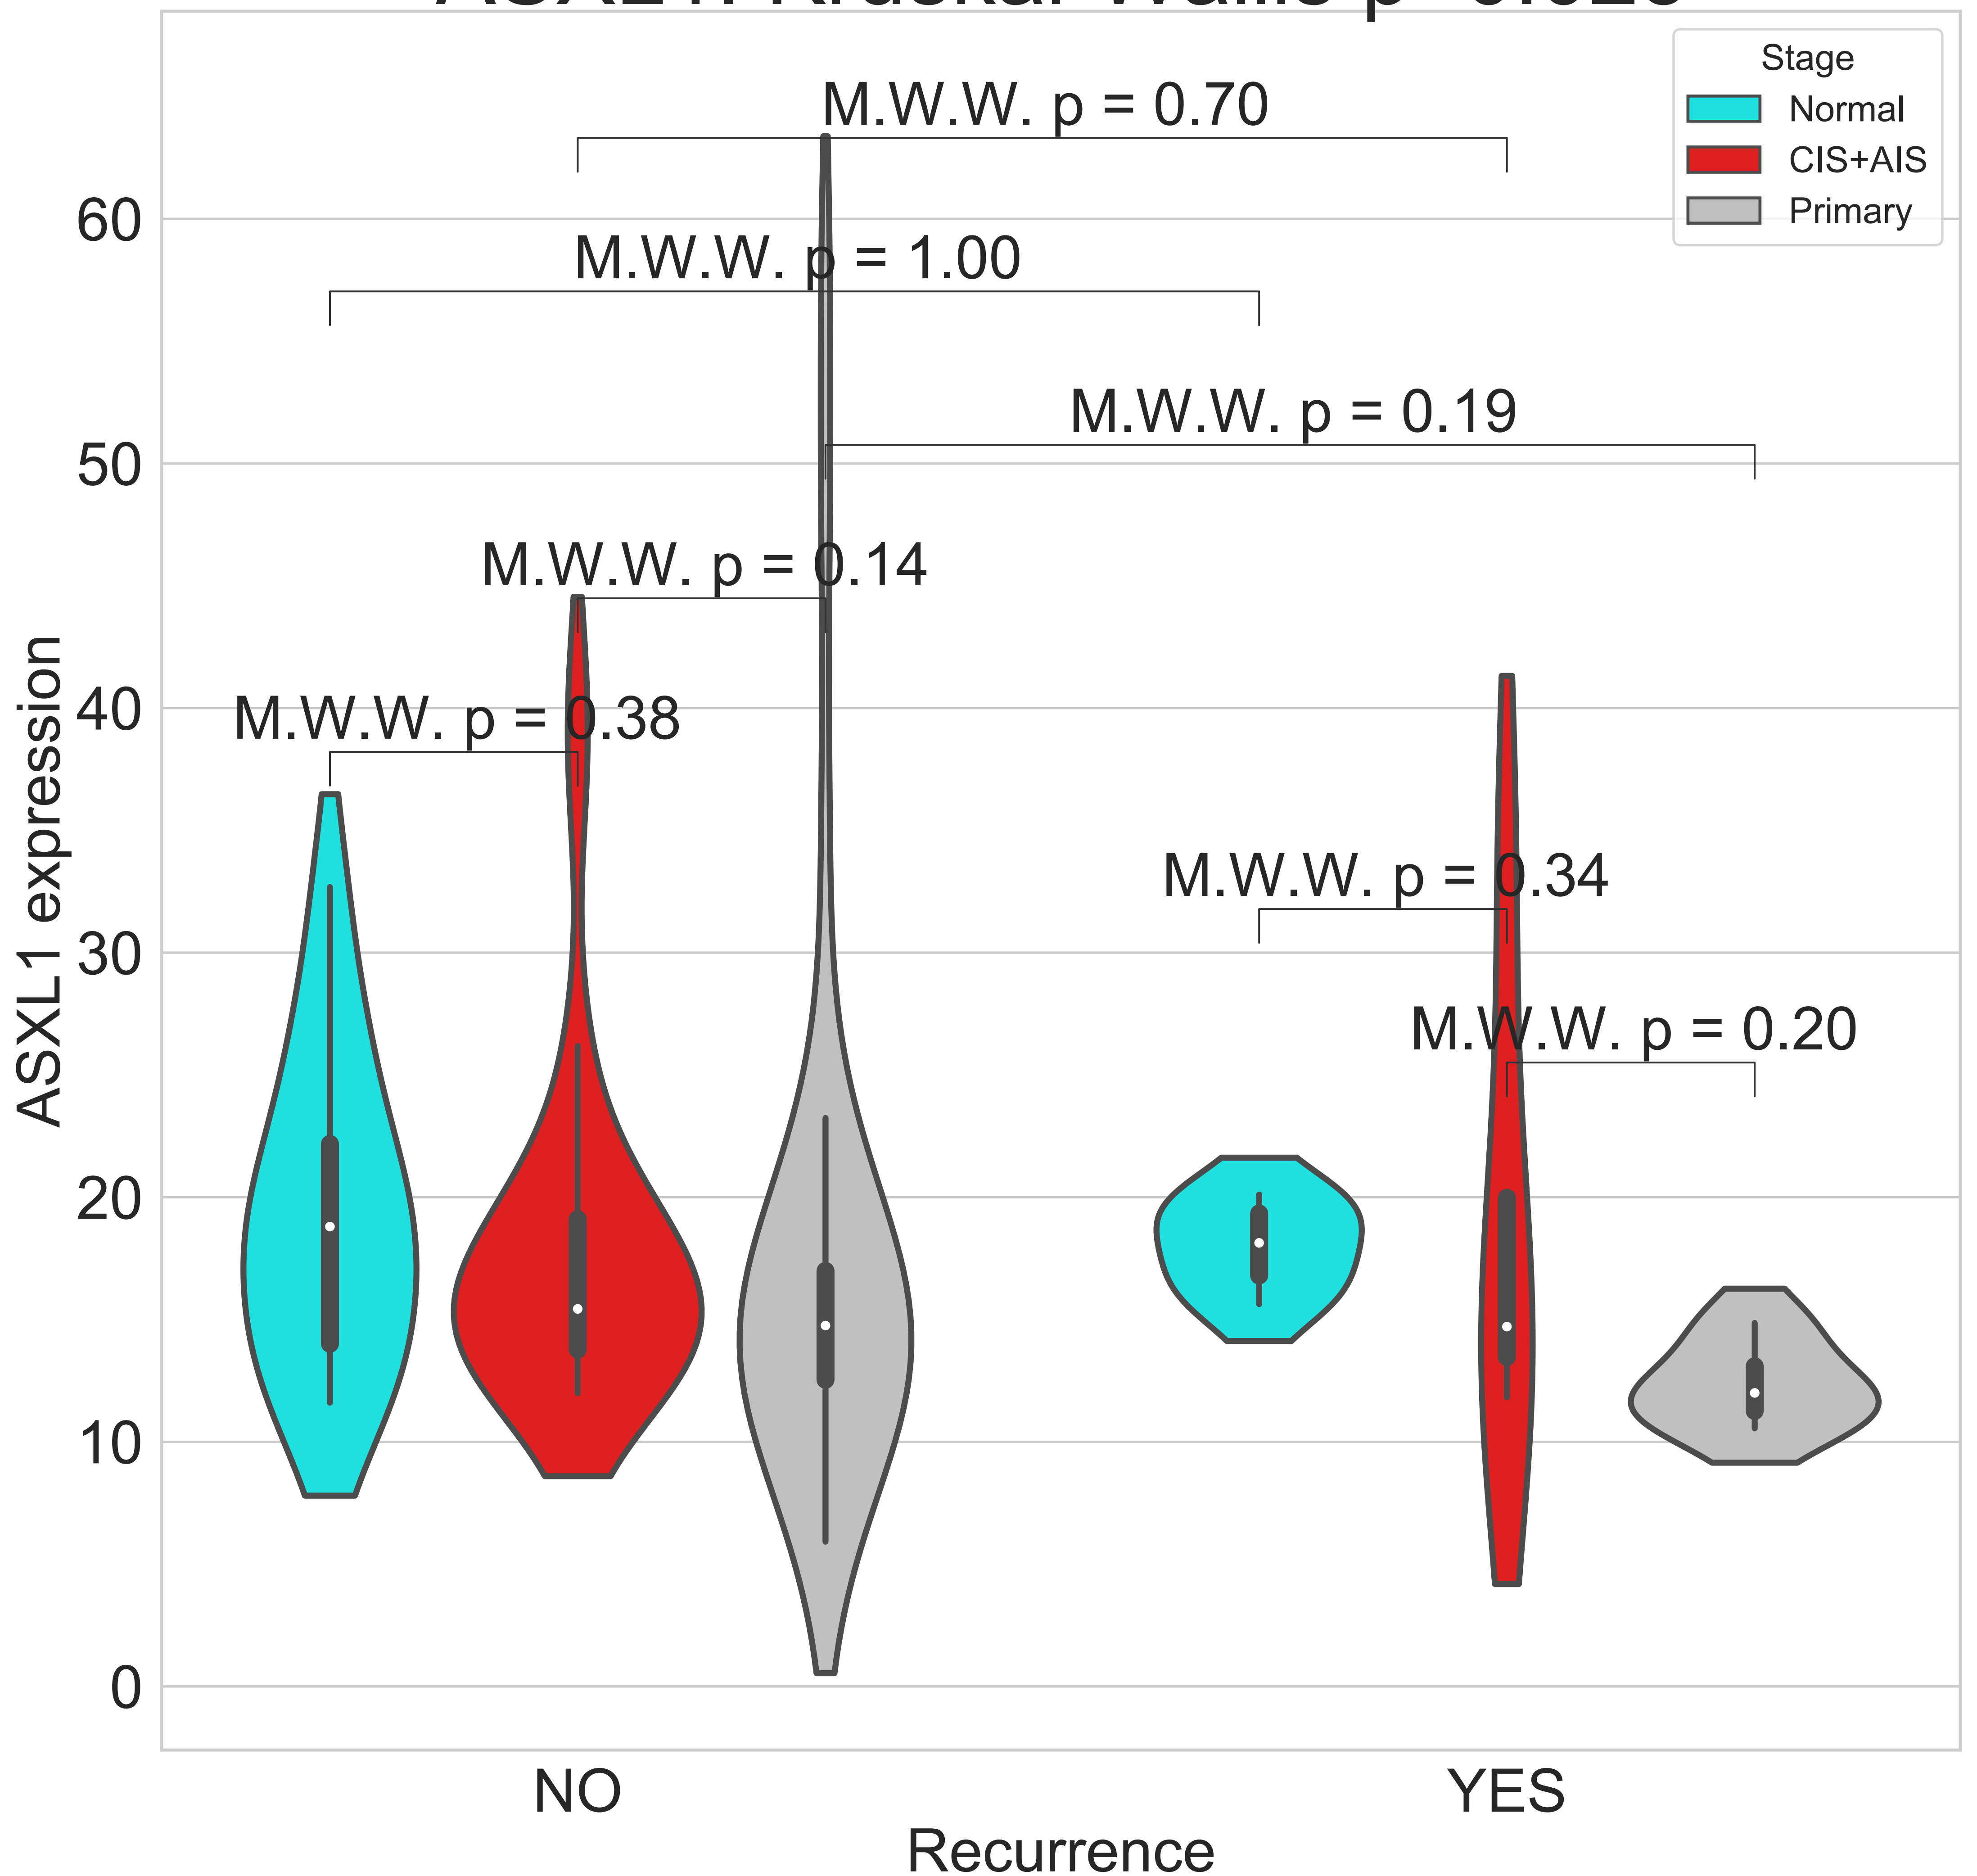 Stage
Normal
CIS+AIS
Primary
M.W.W. p = 0.70
M.W.W. p = 1.00
M.W.W. p = 0.19
M.W.W. p = 0.14
M.W.W. p = 0.38
M.W.W. p = 0.34
M.W.W. p = 0.20
ASXL1 expression
60
50
40
30
20
10
0
NO
YES
Recurrence